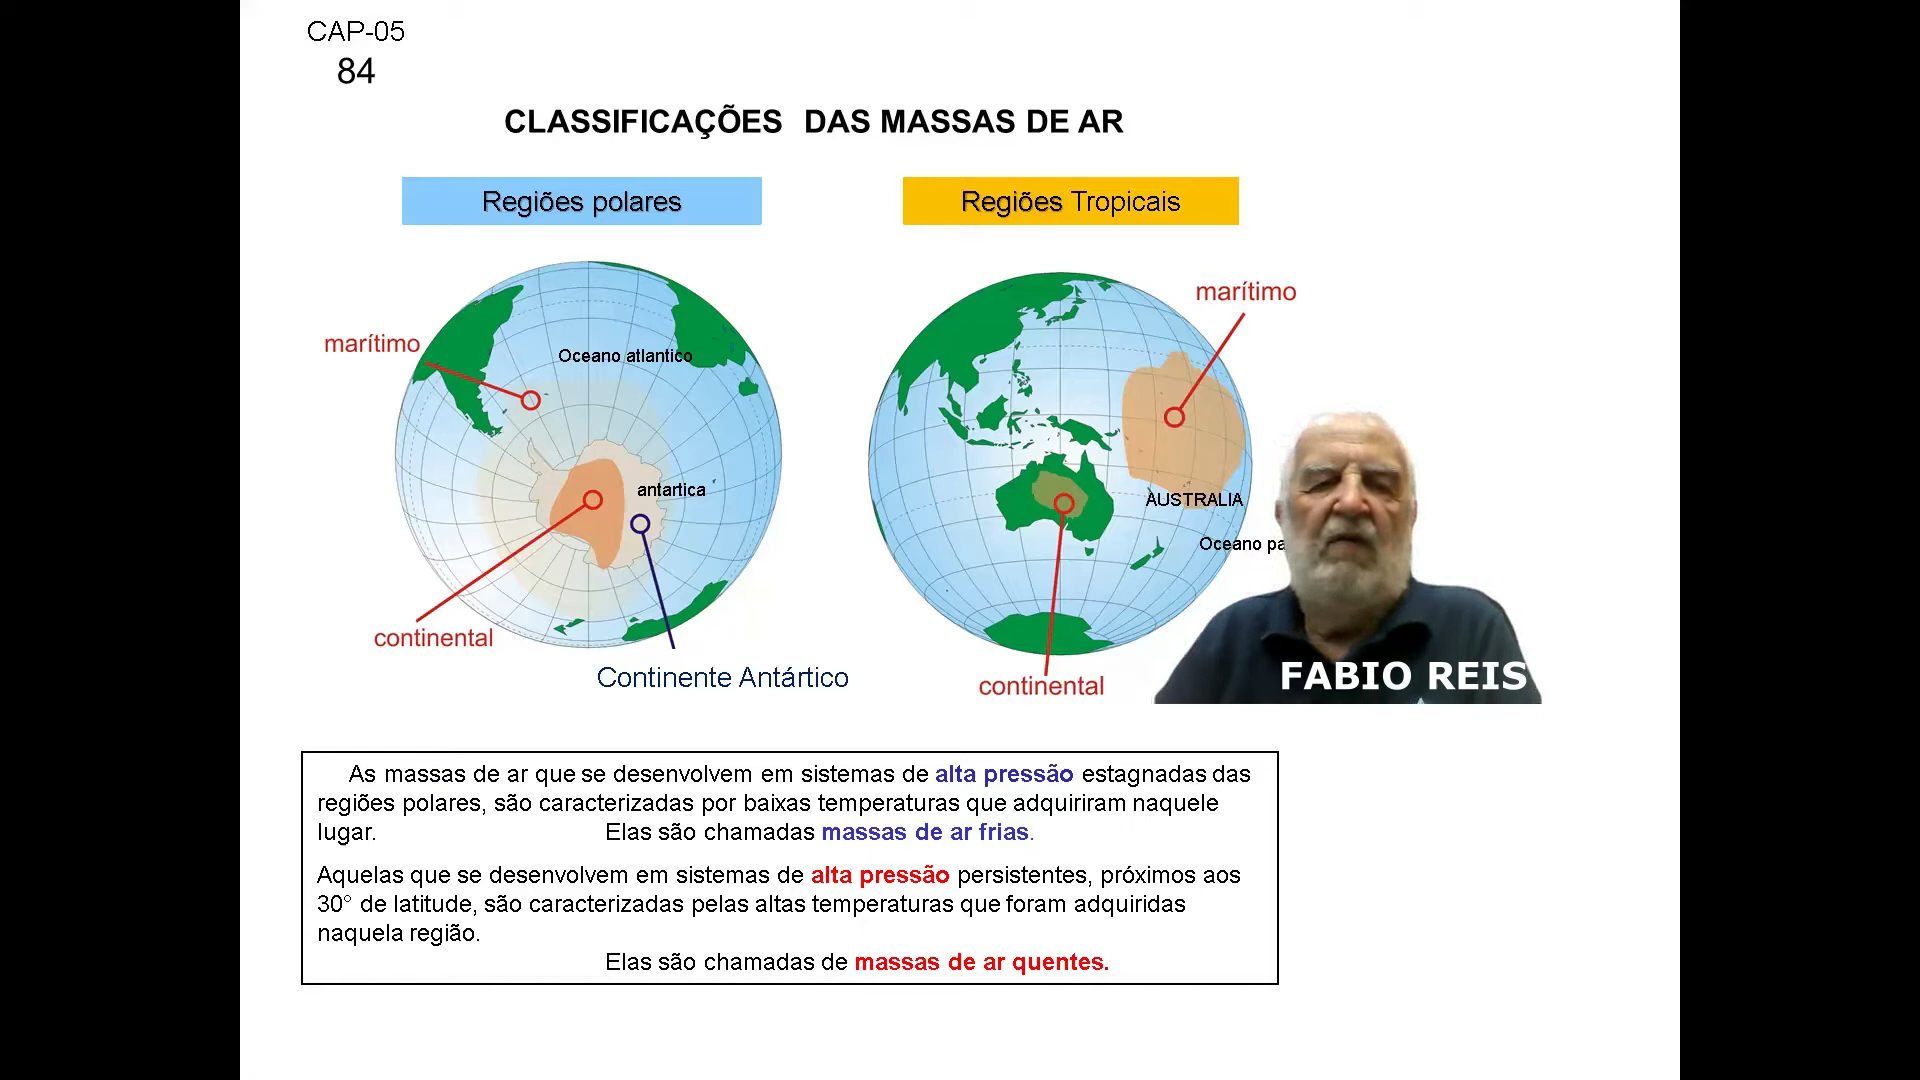 CAP-05
84
CLASSIFICAÇÕES DAS MASSAS DE AR
Regiões polares
Regiões Tropicais
marítimo
Oceano atlantico
antartica
continental
Continente Antártico
marítimo
AUSTRALIA
Oceano
continental
FABIO REIS
As massas de ar que se desenvolvem em sistemas de alta pressão estagnadas das
regiões polares, são caracterizadas por baixas temperaturas que adquiriram naquele
lugar. Elas são chamadas massas de ar frias.
Aquelas que se desenvolvem em sistemas de alta pressão persistentes, próximos aos
30° de latitude, são caracterizadas pelas altas temperaturas que foram adquiridas
naquela região.
Elas são chamadas de massas de ar quentes.